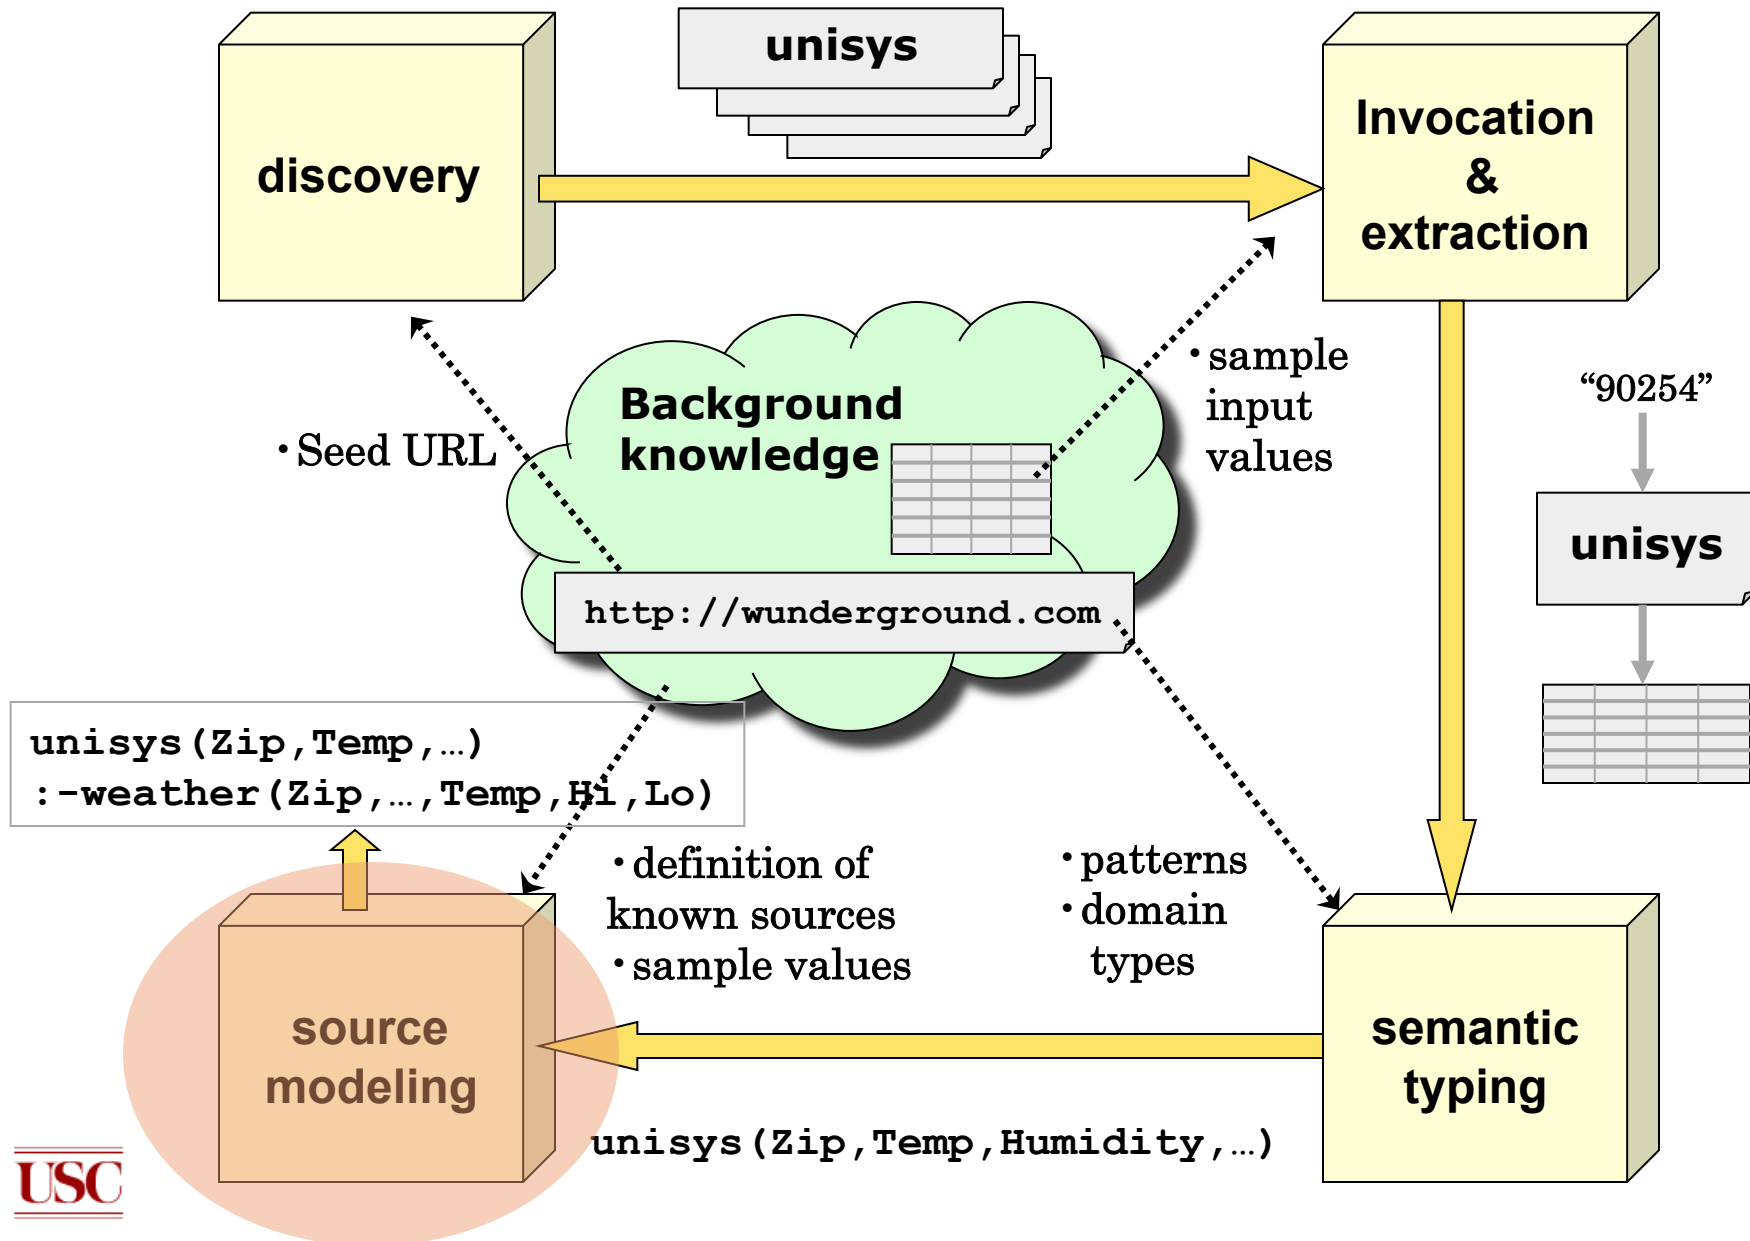 unisys
discovery
Invocation
&
extraction
Background
knowledge
• Seed URL
• sample
input
values
“90254”
unisys
http://wunderground.com
unisys(Zip,Temp,…)
:-weather(Zip,…,Temp,Hi,Lo)
• definition of
known sources
• sample values
• patterns
• domain
types
source
modeling
semantic
typing
unisys(Zip,Temp,Humidity,…)
USC